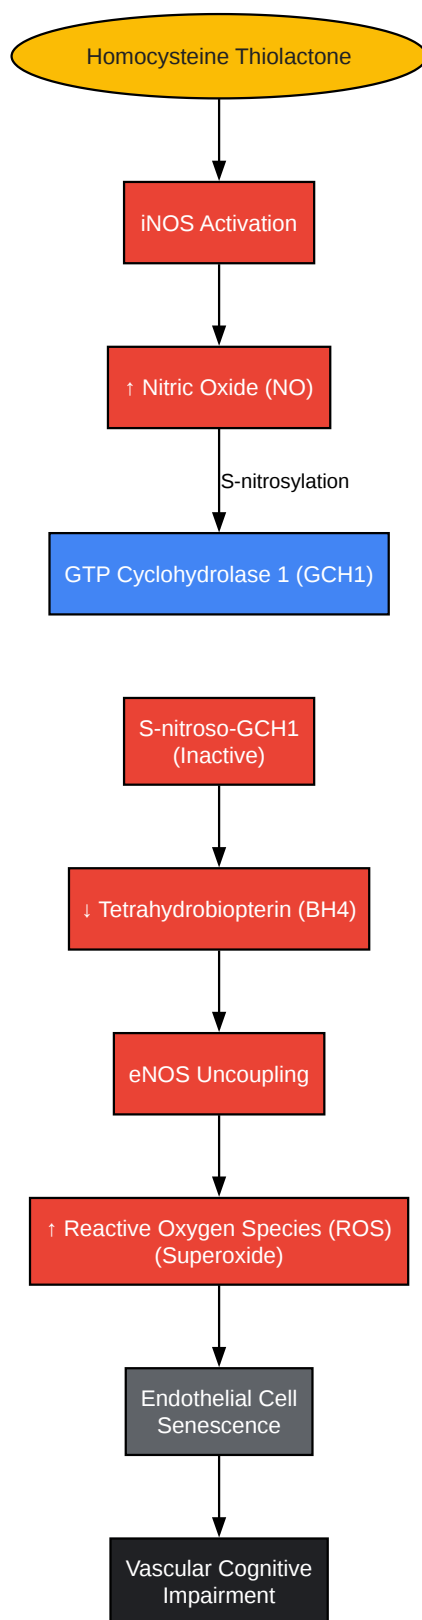 Homocysteine Thiolactone
iNOS Activation
↑ Nitric Oxide (NO)
S-nitrosylation
GTP Cyclohydrolase 1 (GCH1)
S-nitroso-GCH1
(Inactive)
↓ Tetrahydrobiopterin (BH4)
eNOS Uncoupling
↑ Reactive Oxygen Species (ROS)
(Superoxide)
Endothelial Cell
Senescence
Vascular Cognitive
Impairment